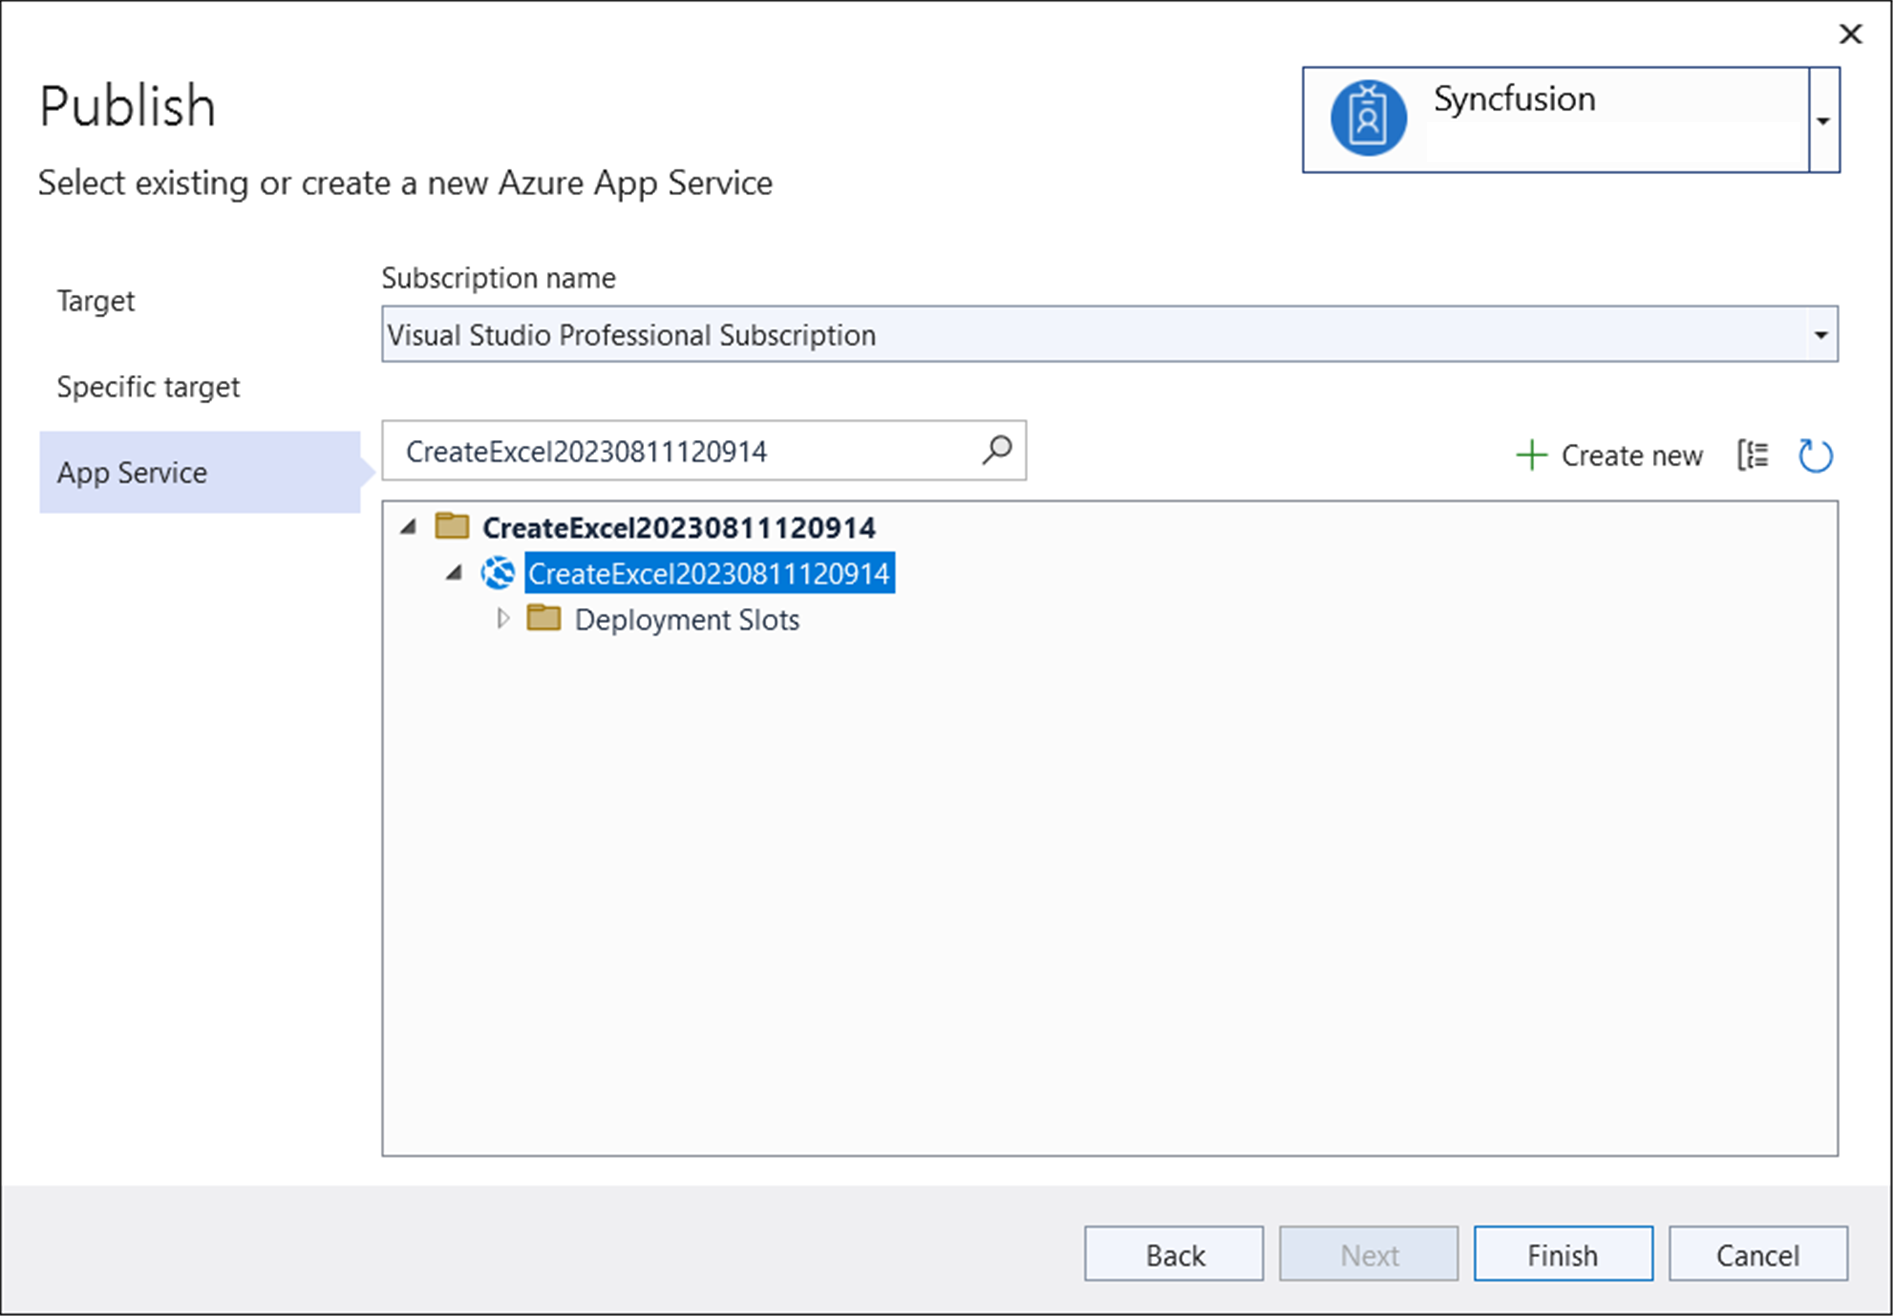 Publish
Syncfusion
Select existing or create a new Azure App Service
Target
Specific target
App Service
Subscription name
Visual Studio Professional Subscription
CreateExcel20230811120914
Create new
CreateExcel20230811120914
CreateExcel20230811120914
Deployment Slots
Back
Next
Finish
Cancel